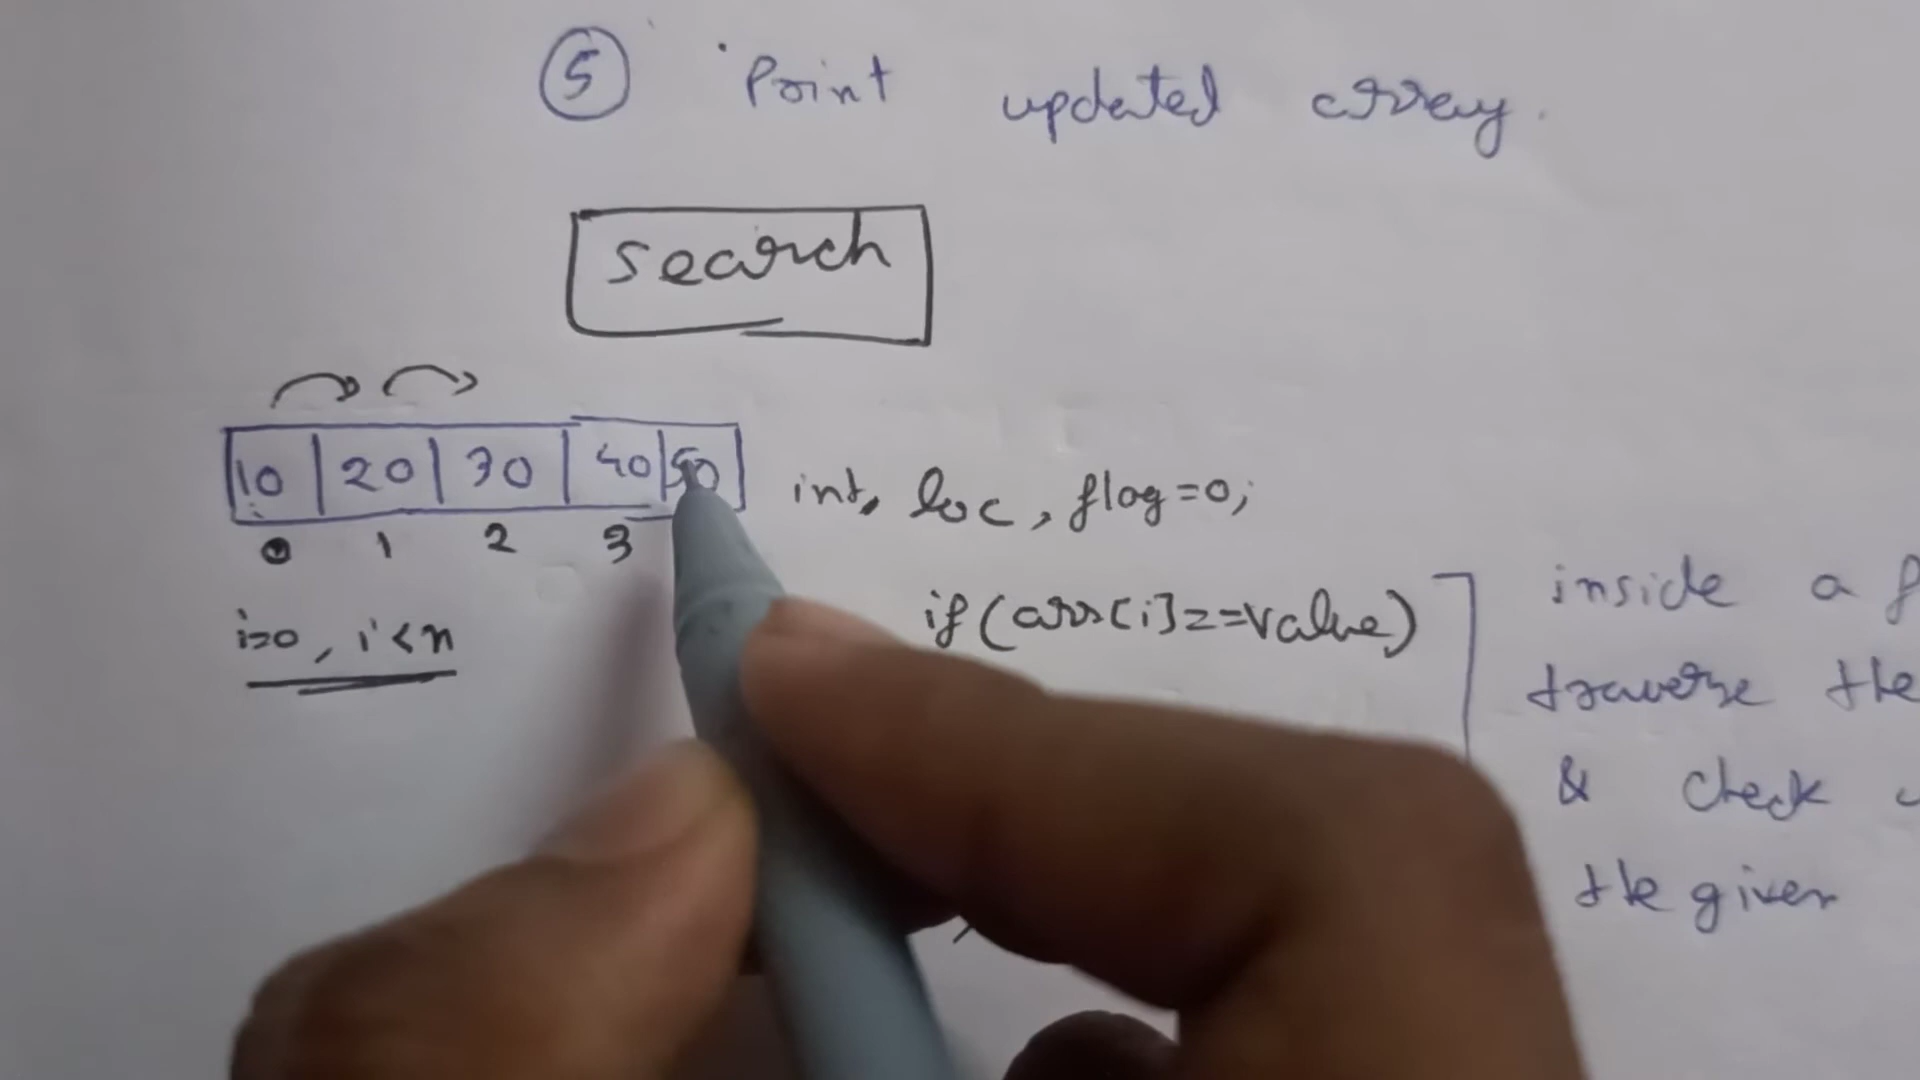 ⑤ Print updated array.
search
10 20 30 40 50
0 1 2 3
int, loc, flag=0;
i=0, i<n
if(arr[i]==value)
inside a
traverse the
& check
the given